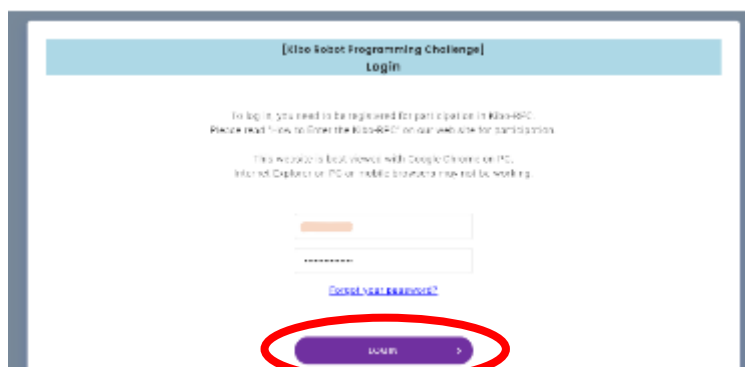 [Kibo Robot Programming Challenge]
Login
To log in, you need to be registered for participation in Kibo-RPC.
Please read "How to Enter the Kibo-RPC" on our web site for participation.
This website is best viewed with Google Chrome on PC.
Internet Explorer on PC or mobile browsers may not be working.
Forgot your password?
LOGIN